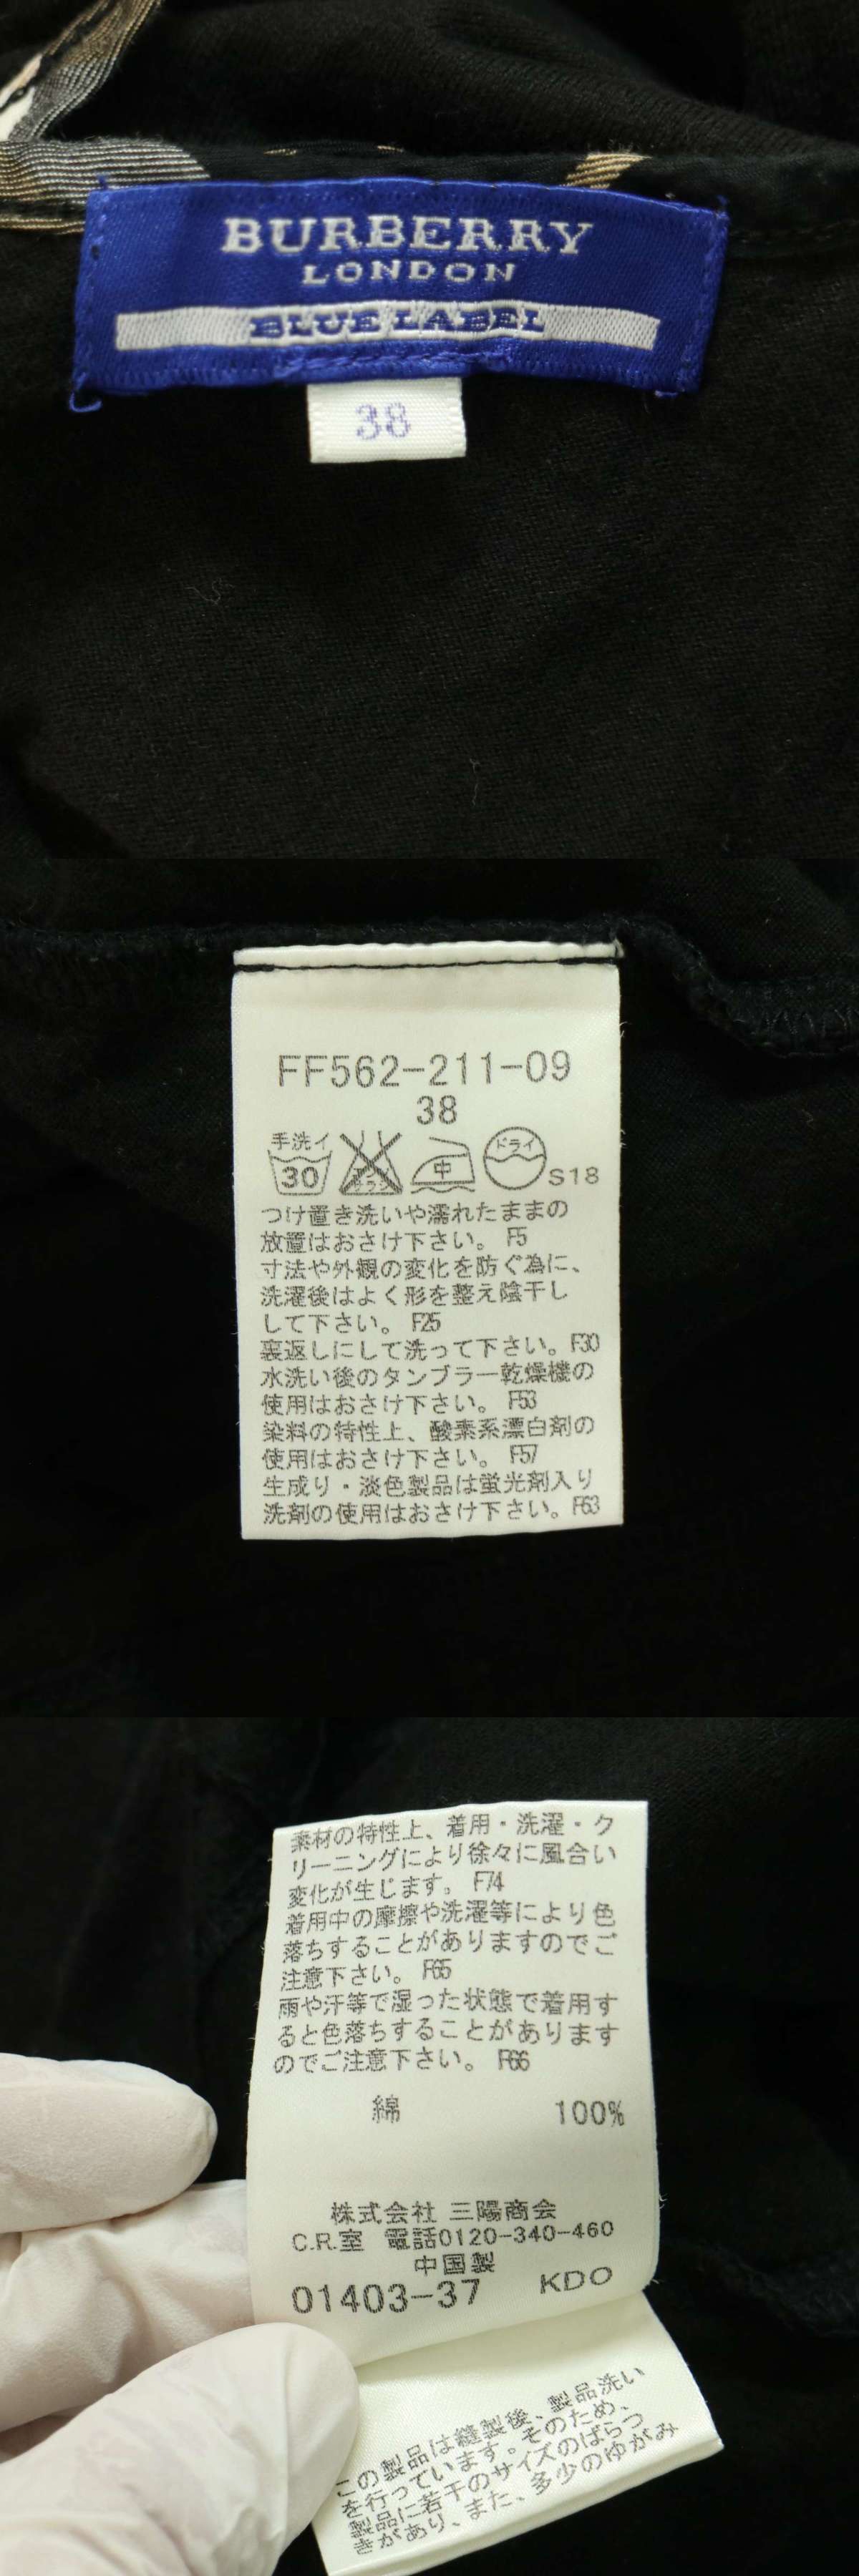 BURBERRY
LONDON
BLUE LABEL
38
FF562-211-09
38
手洗イ
30
中
ドライ
S18
つけ置き洗いや濡れたままの
放置はおさけ下さい。 F5
寸法や外観の変化を防ぐ為に、
洗濯後はよく形を整え陰干し
して下さい。 F25
裏返しにして洗って下さい。F30
水洗い後のタンブラー乾燥機の
使用はおさけ下さい。 F53
染料の特性上、酸素系漂白剤の
使用はおさけ下さい。 F57
生成り・淡色製品は蛍光剤入り
洗剤の使用はおさけ下さい。F63
素材の特性上、着用・洗濯・ク
リーニングにより徐々に風合い
変化が生じます。 F74
着用中の摩擦や洗濯等により色
落ちすることがありますのでご
注意下さい。 F65
雨や汗等で湿った状態で着用す
ると色落ちすることがあります
のでご注意下さい。 F66
綿 100%
株式会社 三陽商会
C.R.室 電話0120-340-460
中国製
01403-37 KDO
この製品は縫製後、製品洗い
を行っています。そのため、
製品に若干のサイズのばらつ
きがあり、また、多少のゆがみ